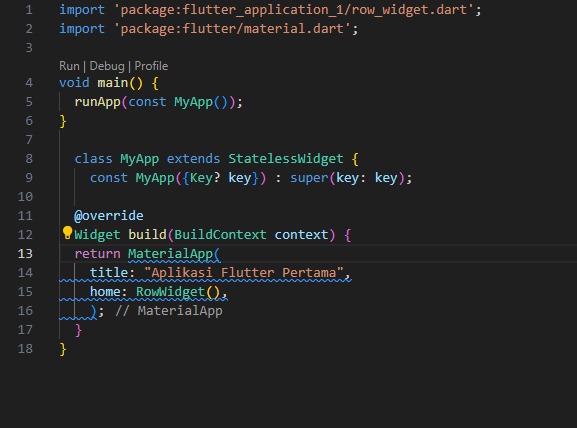 1 import 'package:flutter_application_1/row_widget.dart';
2 import 'package:flutter/material.dart';
3
Run | Debug | Profile
4 void main() {
5   runApp(const MyApp());
6 }
7
8   class MyApp extends StatelessWidget {
9     const MyApp({Key? key}) : super(key: key);
10
11   @override
12   Widget build(BuildContext context) {
13   return MaterialApp(
14     title: "Aplikasi Flutter Pertama",
15     home: RowWidget(),
16     ); // MaterialApp
17   }
18 }